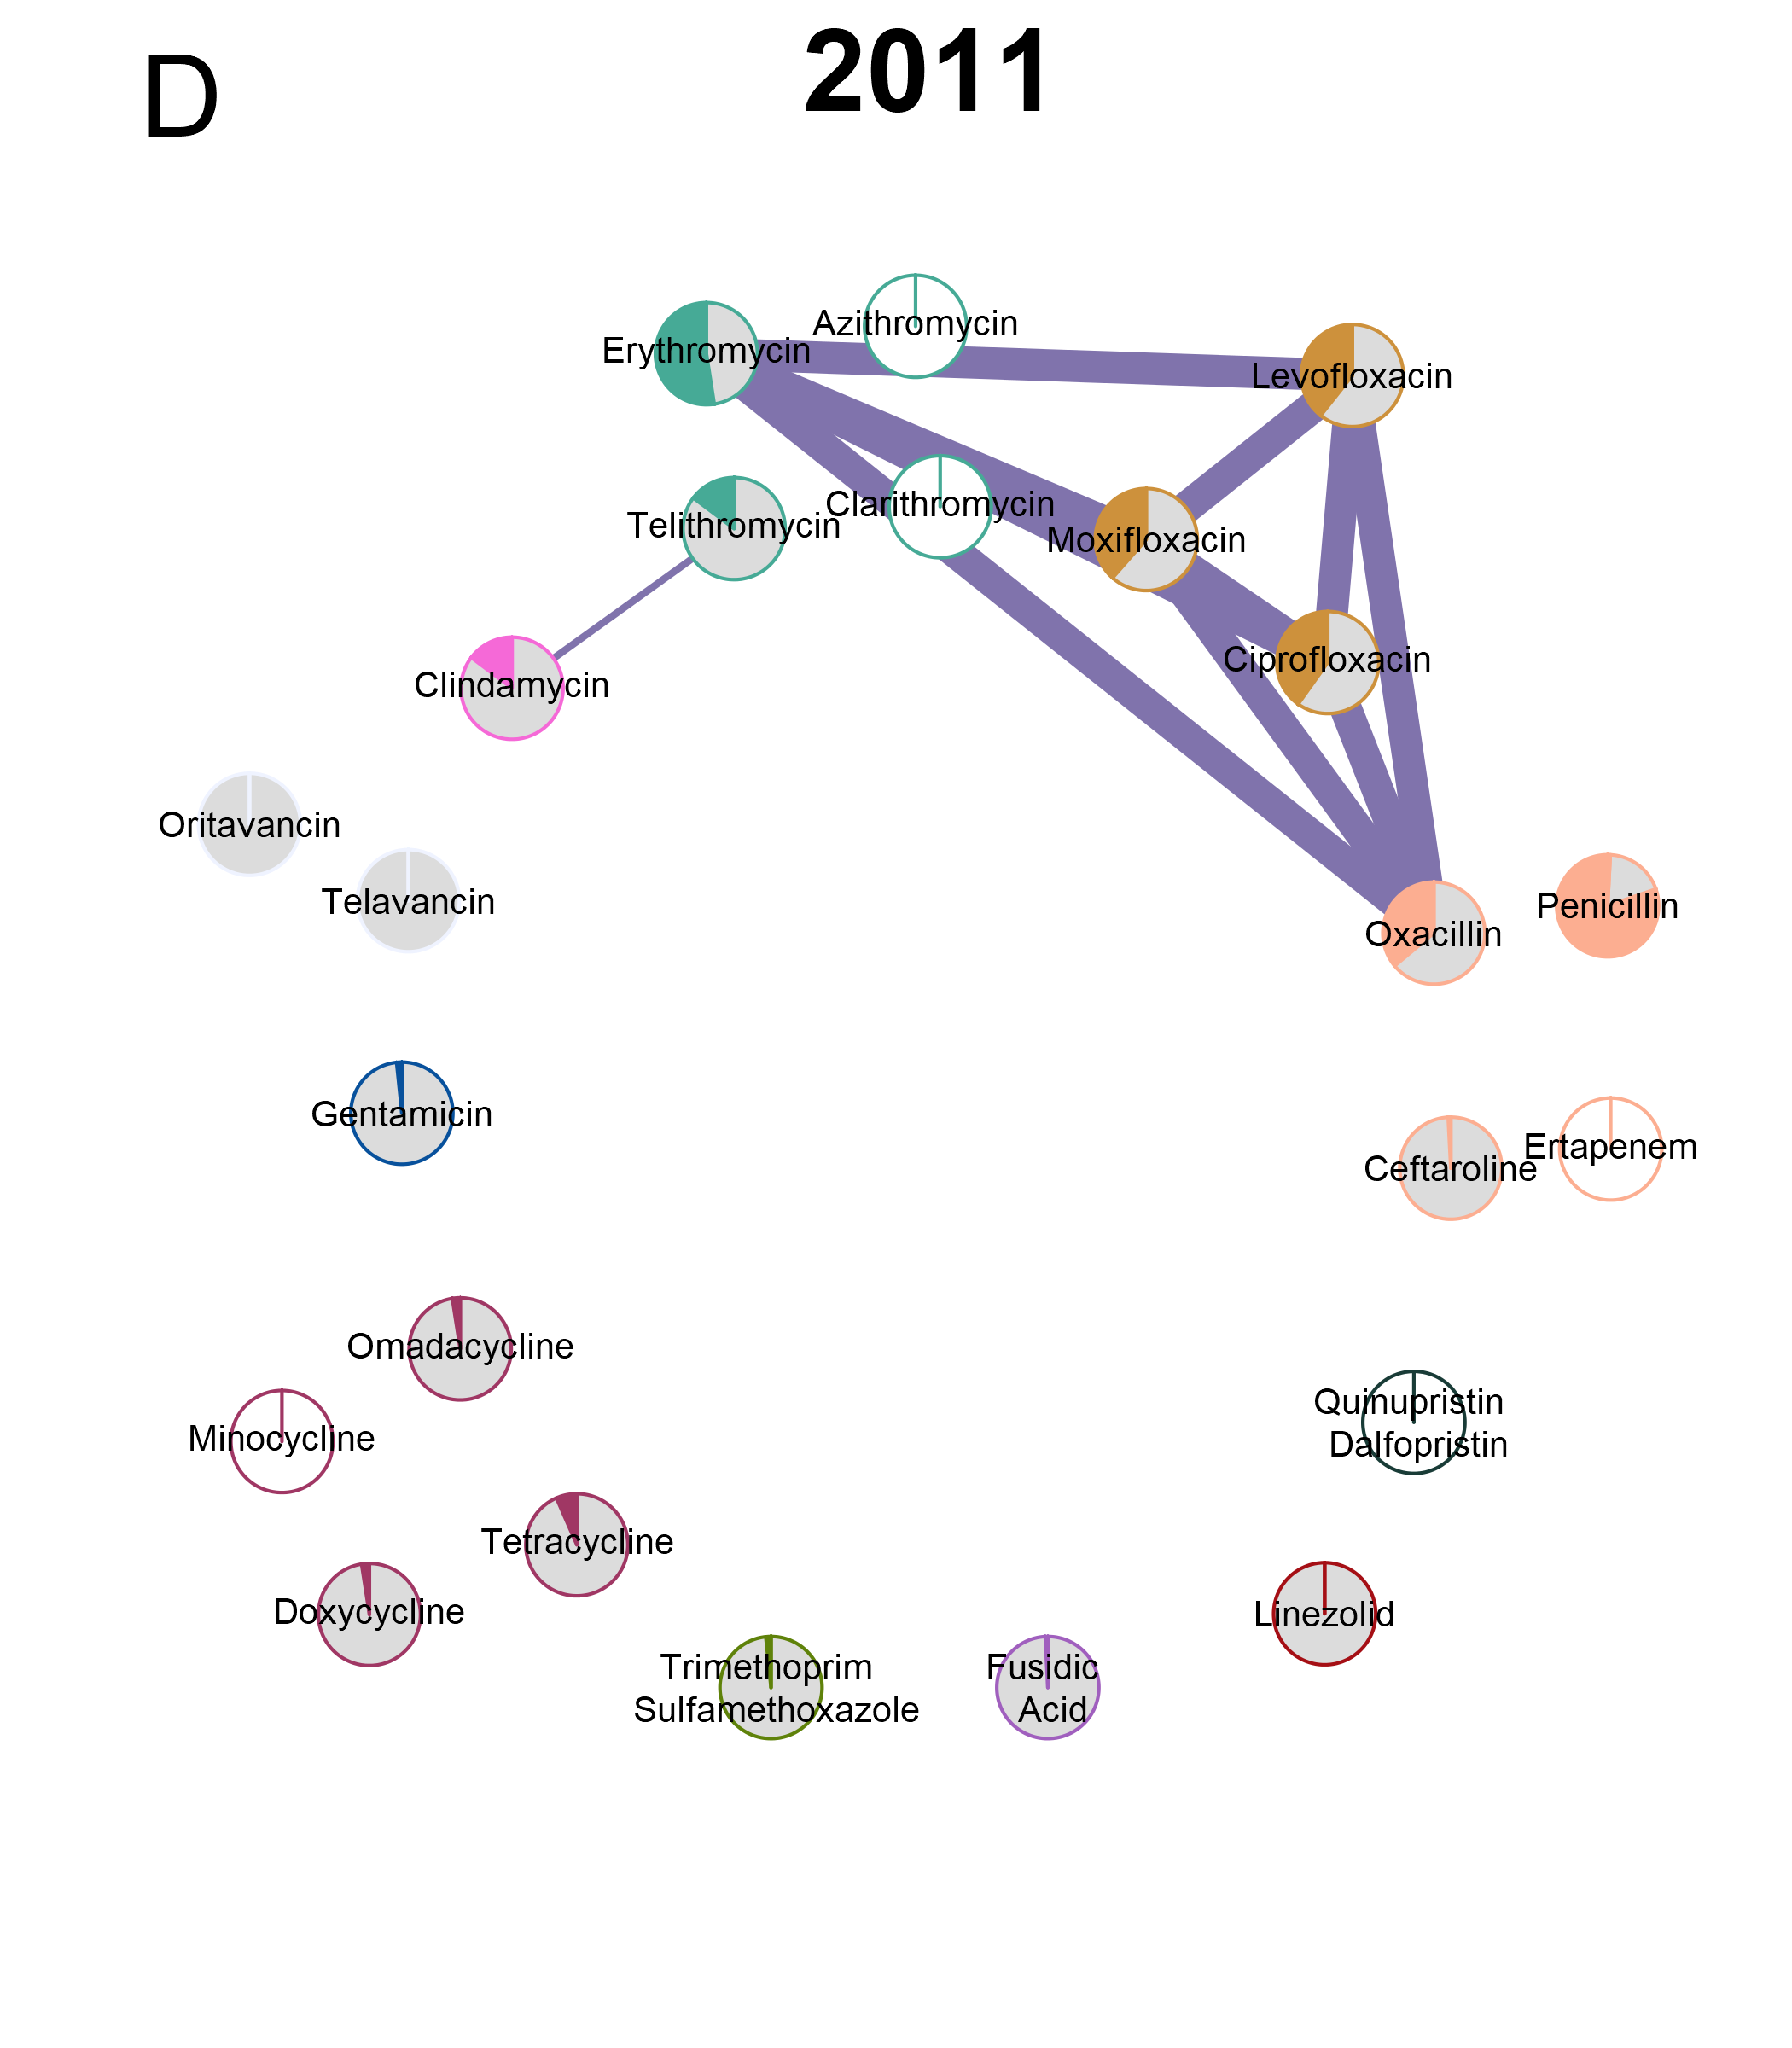 D
2011
Azithromycin
Erythromycin
Levofloxacin
Clarithromycin
Telithromycin
Moxifloxacin
Ciprofloxacin
Clindamycin
Oritavancin
Telavancin
Penicillin
Oxacillin
Gentamicin
Ertapenem
Ceftaroline
Omadacycline
Quinupristin
Dalfopristin
Minocycline
Tetracycline
Doxycycline
Linezolid
Trimethoprim
Sulfamethoxazole
Fusidic
Acid